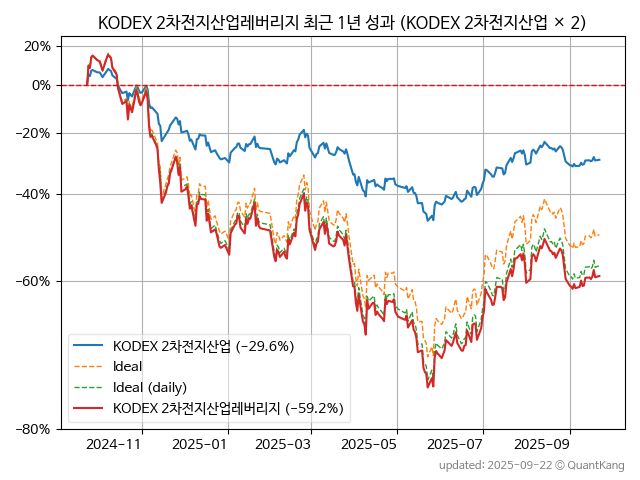 KODEX 2차전지산업레버리지 최근 1년 성과 (KODEX 2차전지산업 × 2)
20%
0%
−20%
−40%
−60%
−80%
KODEX 2차전지산업 (−29.6%)
Ideal
Ideal (daily)
KODEX 2차전지산업레버리지 (−59.2%)
2024-11 2025-01 2025-03 2025-05 2025-07 2025-09
updated: 2025-09-22 © QuantKang